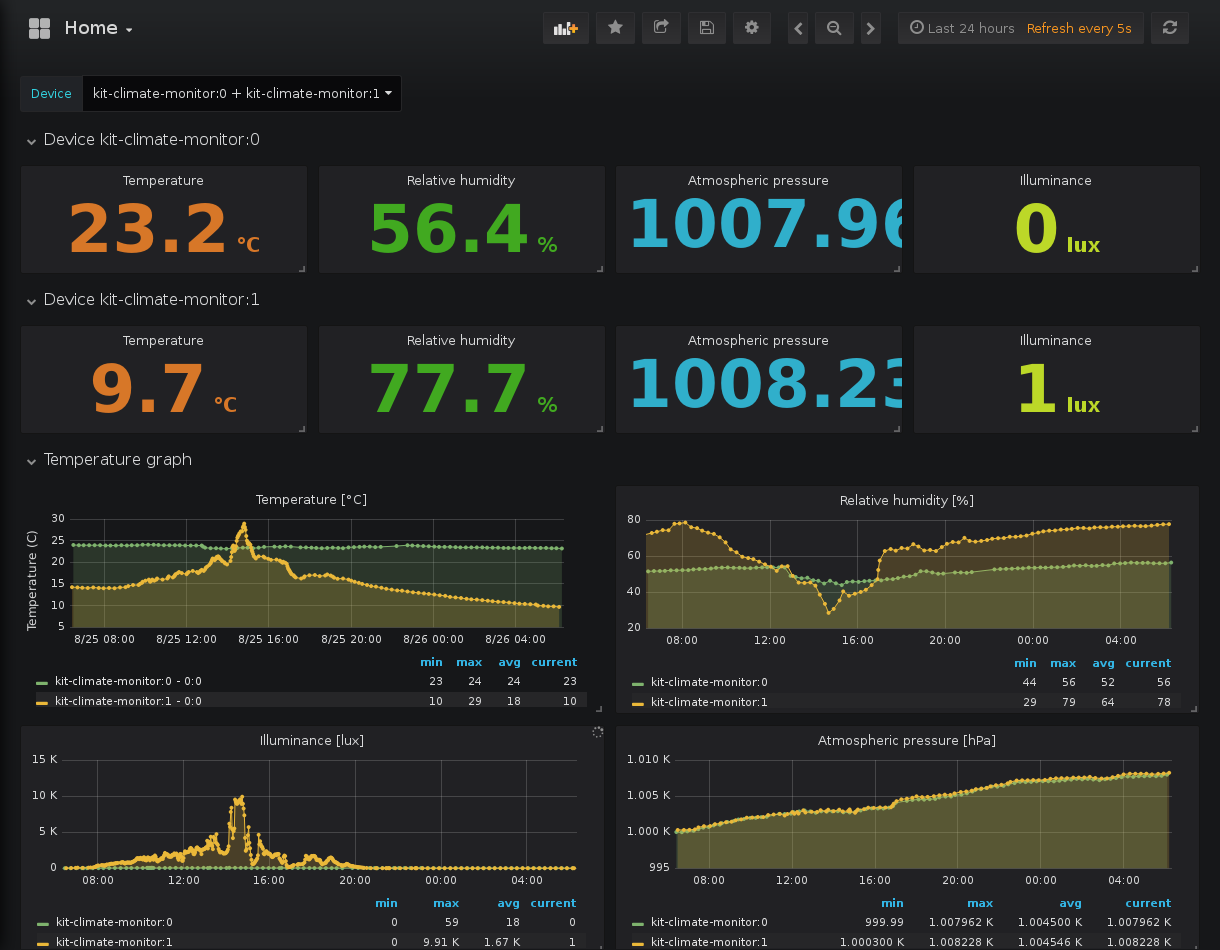 Home
Last 24 hours Refresh every 5s
Device kit-climate-monitor:0 + kit-climate-monitor:1
Device kit-climate-monitor:0
Temperature Relative humidity Atmospheric pressure Illuminance
23.2 °C 56.4 % 1007.96 0 lux
Device kit-climate-monitor:1
Temperature Relative humidity Atmospheric pressure Illuminance
9.7 °C 77.7 % 1008.23 1 lux
Temperature graph
Temperature [°C]
Temperature (C)
30
25
20
15
10
5
8/25 08:00 8/25 12:00 8/25 16:00 8/25 20:00 8/26 00:00 8/26 04:00
min max avg current
kit-climate-monitor:0 - 0:0 23 24 24 23
kit-climate-monitor:1 - 0:0 10 29 18 10
Relative humidity [%]
80
60
40
20
08:00 12:00 16:00 20:00 00:00 04:00
min max avg current
kit-climate-monitor:0 44 56 52 56
kit-climate-monitor:1 29 79 64 78
Illuminance [lux]
15 K
10 K
5 K
0
08:00 12:00 16:00 20:00 00:00 04:00
min max avg current
kit-climate-monitor:0 0 59 18 0
kit-climate-monitor:1 0 9.91 K 1.67 K 1
Atmospheric pressure [hPa]
1.010 K
1.005 K
1.000 K
995
08:00 12:00 16:00 20:00 00:00 04:00
min max avg current
kit-climate-monitor:0 999.99 1.007962 K 1.004500 K 1.007962 K
kit-climate-monitor:1 1.000300 K 1.008228 K 1.004546 K 1.008228 K